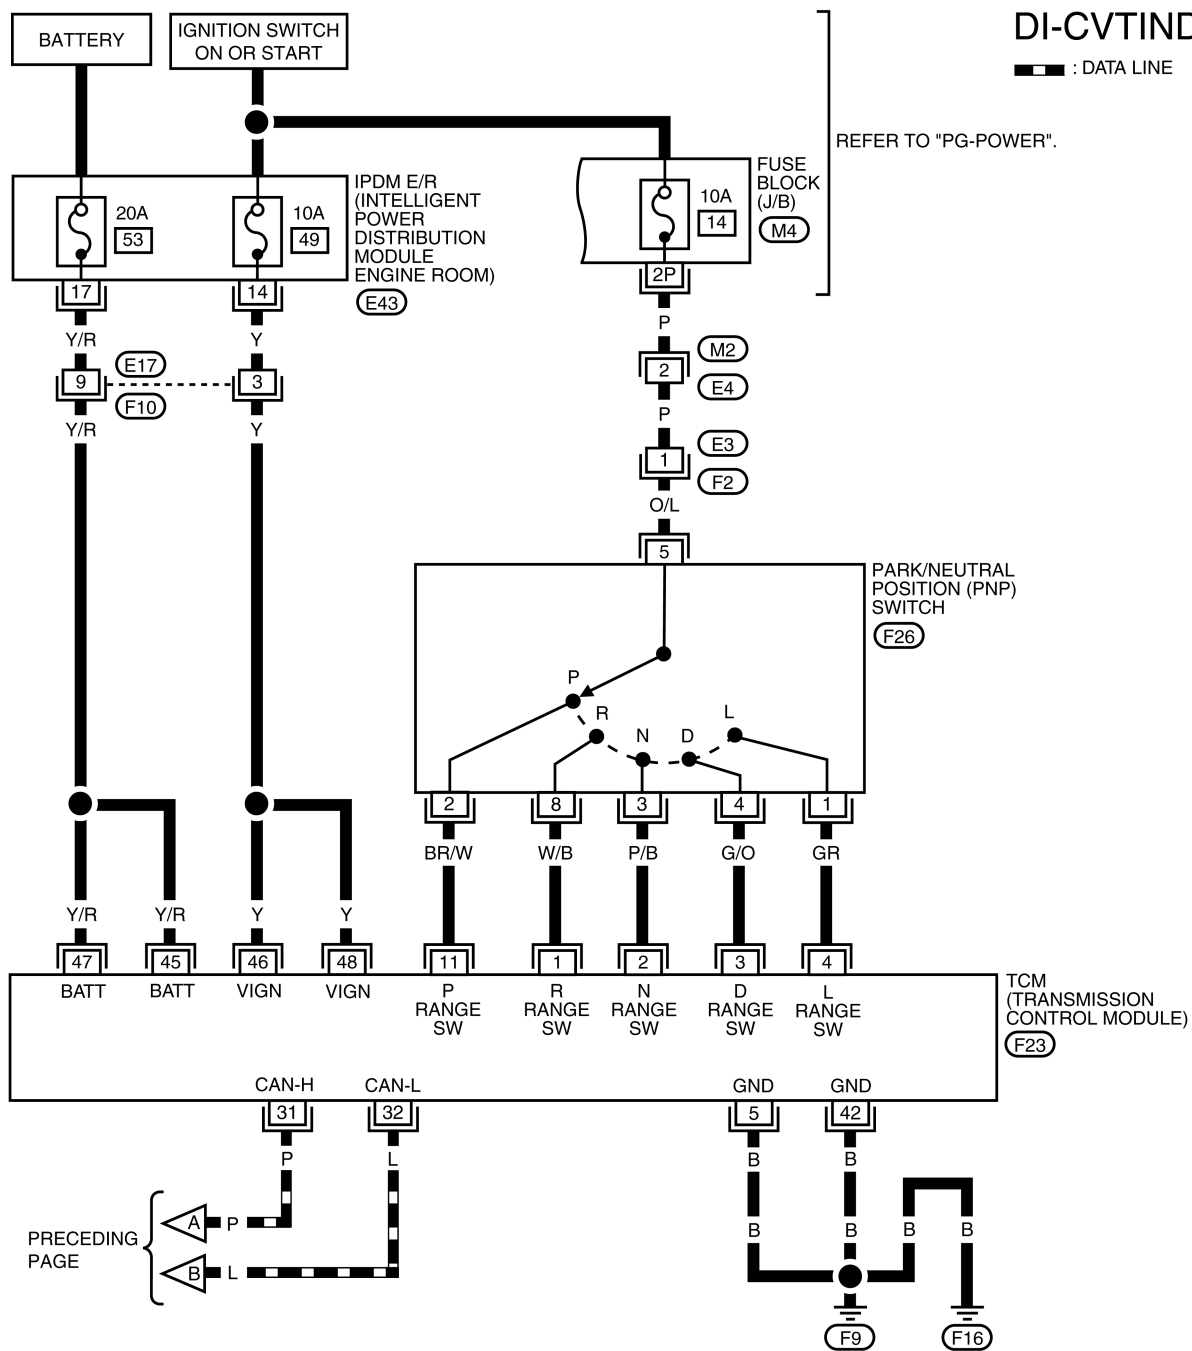 DI-CVTIND
: DATA LINE
BATTERY
IGNITION SWITCH
ON OR START
REFER TO "PG-POWER".
20A
53
10A
49
IPDM E/R
(INTELLIGENT
POWER
DISTRIBUTION
MODULE
ENGINE ROOM)
E43
10A
14
FUSE
BLOCK
(J/B)
M4
17
14
2P
Y/R
Y
P
9
E17
F10
3
2
M2
E4
Y/R
Y
P
1
E3
F2
O/L
5
PARK/NEUTRAL
POSITION (PNP)
SWITCH
F26
P
R
N
D
L
2
8
3
4
1
BR/W
W/B
P/B
G/O
GR
Y/R
Y/R
Y
Y
47
45
46
48
11
1
2
3
4
BATT
BATT
VIGN
VIGN
P
RANGE
SW
R
RANGE
SW
N
RANGE
SW
D
RANGE
SW
L
RANGE
SW
TCM
(TRANSMISSION
CONTROL MODULE)
F23
CAN-H
CAN-L
GND
GND
31
32
5
42
P
L
B
B
PRECEDING
PAGE
A
P
B
L
B
B
B
B
F9
F16